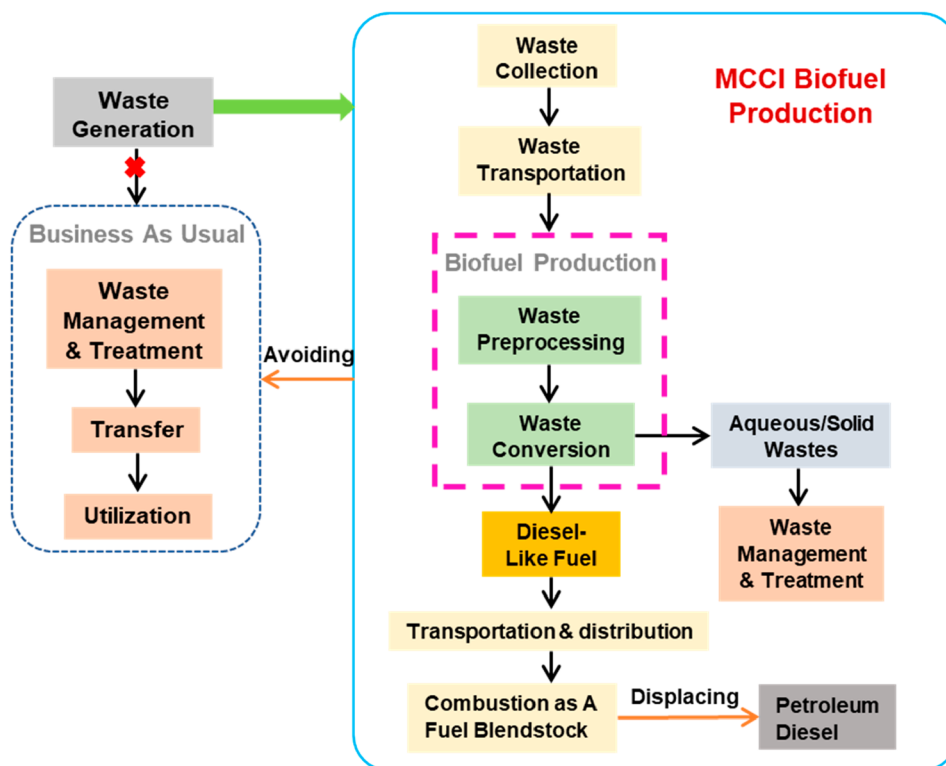 Waste
Generation
Business As Usual
Waste
Management
& Treatment
Transfer
Utilization
Avoiding
MCCI Biofuel
Production
Waste
Collection
Waste
Transportation
Biofuel Production
Waste
Preprocessing
Waste
Conversion
Aqueous/Solid
Wastes
Waste
Management
& Treatment
Diesel-
Like Fuel
Transportation & distribution
Combustion as A
Fuel Blendstock
Displacing
Petroleum
Diesel